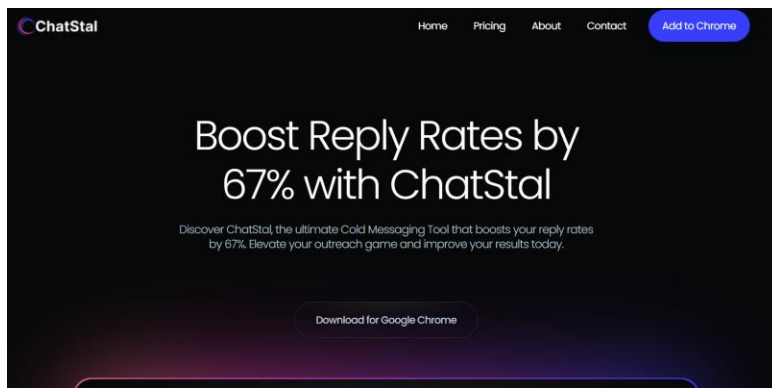 ChatStal
Home Pricing About Contact Add to Chrome
Boost Reply Rates by
67% with ChatStal
Discover ChatStal, the ultimate Cold Messaging Tool that boosts your reply rates
by 67%. Elevate your outreach game and improve your results today.
Download for Google Chrome